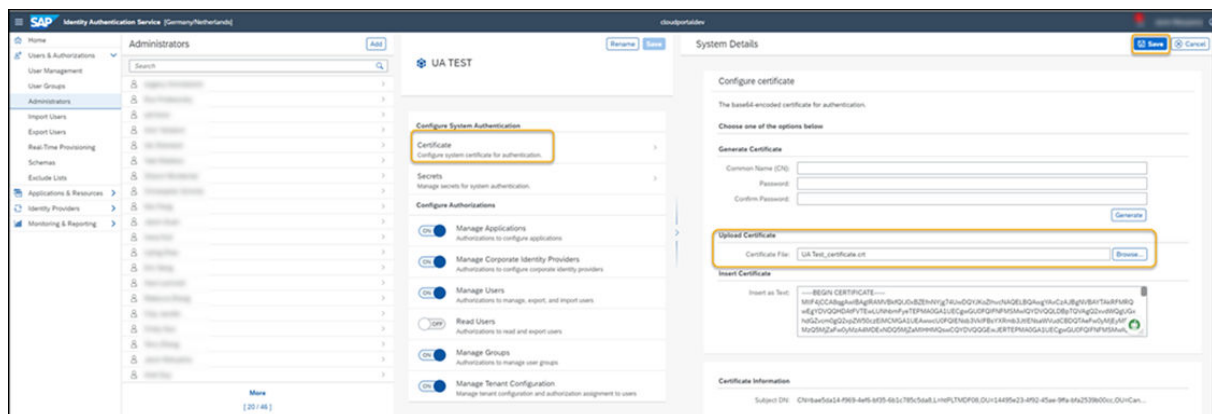 SAP Identity Authentication Service [Germany/Netherlands]
cloudportaldev
Home
Users & Authorizations
User Management
User Groups
Administrators
Import Users
Export Users
Real-Time Provisioning
Schemas
Exclude Lists
Applications & Resources
Identity Providers
Monitoring & Reporting
Administrators
Add
Search
More
[ 20 / 46 ]
Rename
Save
UA TEST
Configure System Authentication
Certificate
Configure system certificate for authentication.
Secrets
Manage secrets for system authentication.
Configure Authorizations
ON
Manage Applications
Authorizations to configure applications
ON
Manage Corporate Identity Providers
Authorizations to configure corporate identity providers
ON
Manage Users
Authorizations to manage, export, and import users
OFF
Read Users
Authorizations to read and export users
ON
Manage Groups
Authorizations to manage user groups
ON
Manage Tenant Configuration
Manage tenant configuration and authorization assignment to users
System Details
Save
Cancel
Configure certificate
The base64-encoded certificate for authentication.
Choose one of the options below
Generate Certificate
Common Name (CN):
Password:
Confirm Password:
Generate
Upload Certificate
Certificate File:
UA Test_certificate.crt
Browse...
Insert Certificate
Insert as Text:
-----BEGIN CERTIFICATE-----
Certificate Information
Subject DN: